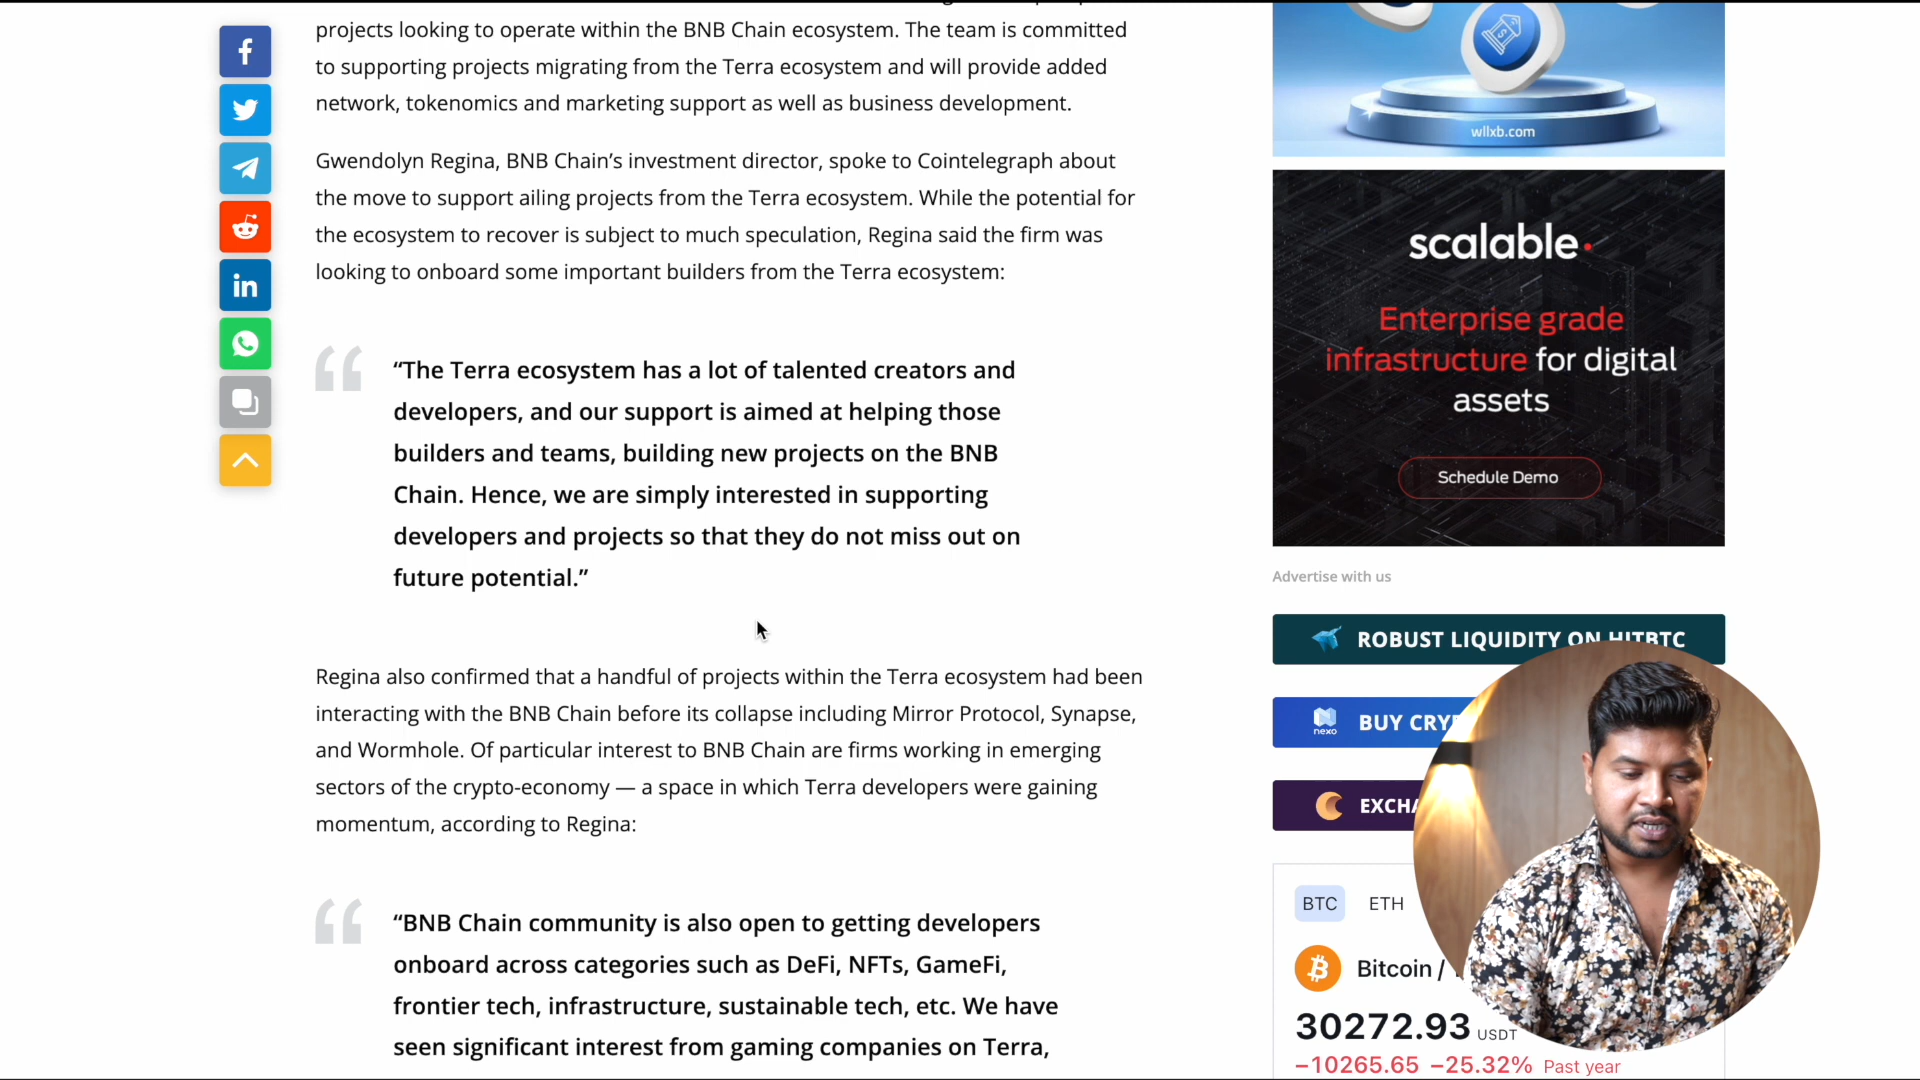 projects looking to operate within the BNB Chain ecosystem. The team is committed
to supporting projects migrating from the Terra ecosystem and will provide added
network, tokenomics and marketing support as well as business development.
Gwendolyn Regina, BNB Chain’s investment director, spoke to Cointelegraph about
the move to support ailing projects from the Terra ecosystem. While the potential for
the ecosystem to recover is subject to much speculation, Regina said the firm was
looking to onboard some important builders from the Terra ecosystem:
“The Terra ecosystem has a lot of talented creators and
developers, and our support is aimed at helping those
builders and teams, building new projects on the BNB
Chain. Hence, we are simply interested in supporting
developers and projects so that they do not miss out on
future potential.”
Regina also confirmed that a handful of projects within the Terra ecosystem had been
interacting with the BNB Chain before its collapse including Mirror Protocol, Synapse,
and Wormhole. Of particular interest to BNB Chain are firms working in emerging
sectors of the crypto-economy — a space in which Terra developers were gaining
momentum, according to Regina:
“BNB Chain community is also open to getting developers
onboard across categories such as DeFi, NFTs, GameFi,
frontier tech, infrastructure, sustainable tech, etc. We have
seen significant interest from gaming companies on Terra,
wllxb.com
scalable.
Enterprise grade
infrastructure for digital
assets
Schedule Demo
Advertise with us
ROBUST LIQUIDITY ON HITBTC
nexo
BUY
BTC ETH
Bitcoin /
30272.93 USDT
−10265.65 −25.32% Past year